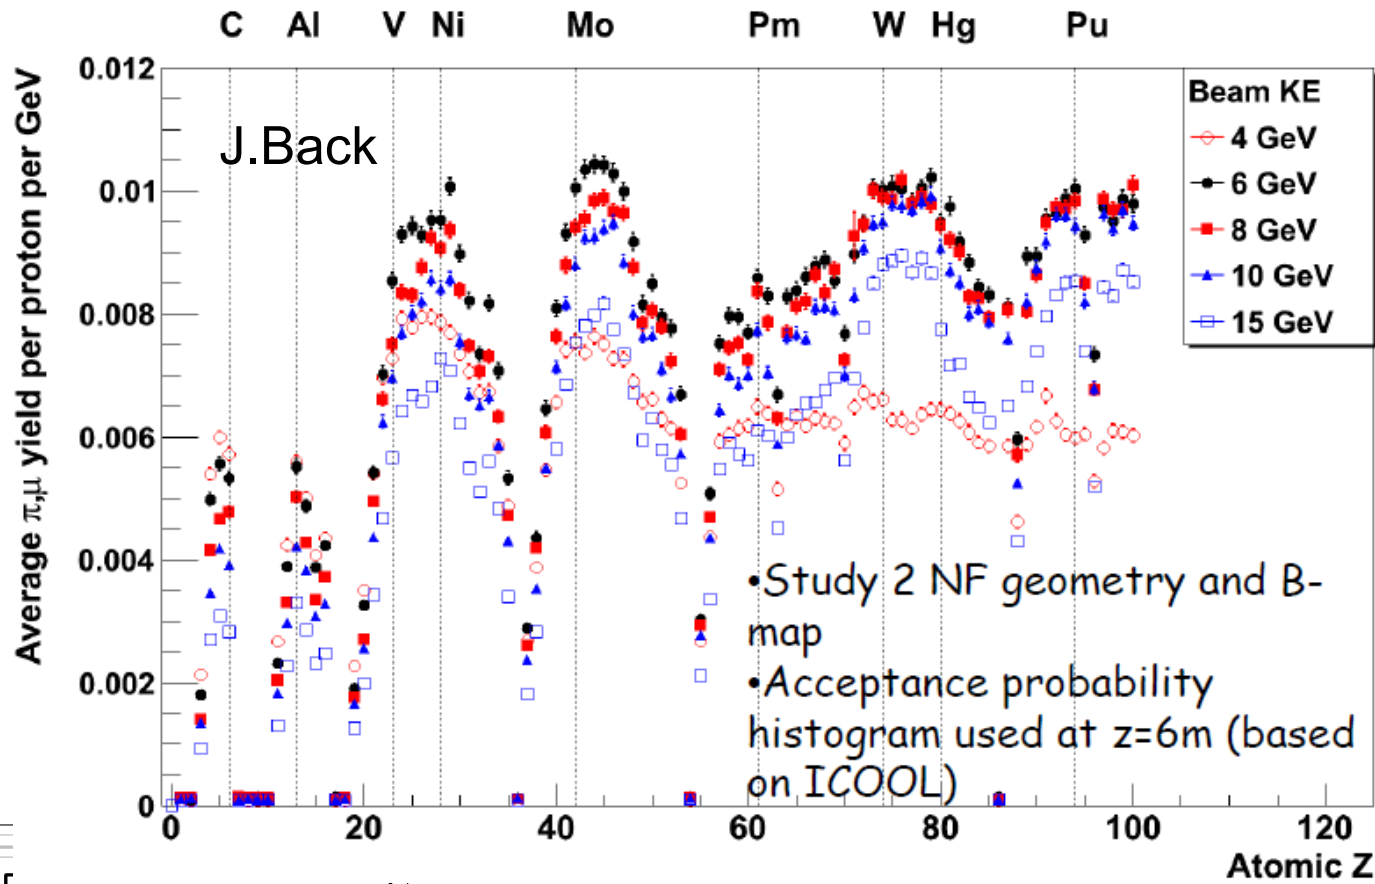 C Al V Ni Mo Pm W Hg Pu
Average π,μ yield per proton per GeV
0.012
0.01
0.008
0.006
0.004
0.002
0
J.Back
Beam KE
4 GeV
6 GeV
8 GeV
10 GeV
15 GeV
•Study 2 NF geometry and B-
map
•Acceptance probability
histogram used at z=6m (based
on ICOOL)
0 20 40 60 80 100 120
Atomic Z